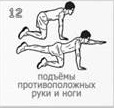 12
подъёмы
противоположных
руки и ноги